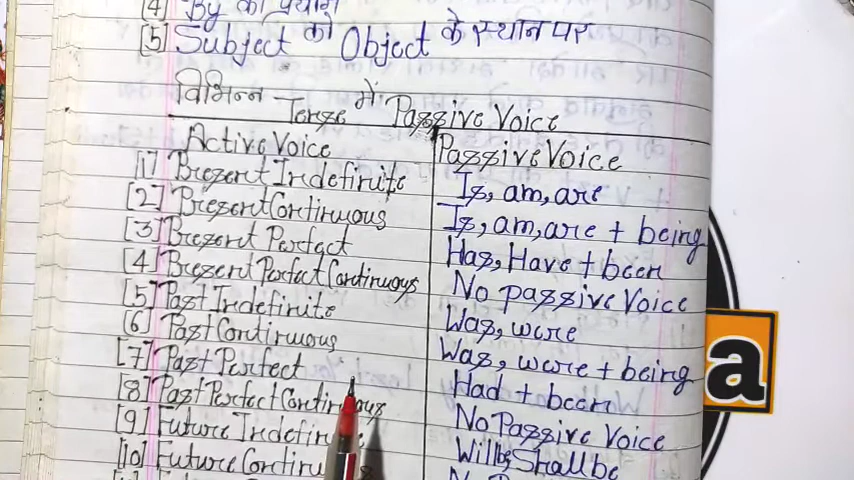 [4] By का प्रयोग
[5] Subject को Object के स्थान पर
विभिन्न Tense में Passive Voice
Active Voice Passive Voice
[1] Present Indefinite Is, am, are
[2] Present Continuous Is, am, are + being
[3] Present Perfect Has, Have + been
[4] Present Perfect Continuous No passive Voice
[5] Past Indefinite Was, were
[6] Past Continuous Was, were + being
[7] Past Perfect Had + been
[8] Past Perfect Continuous No Passive Voice
[9] Future Indefinite Will be, Shall be
[10] Future Continuous
a